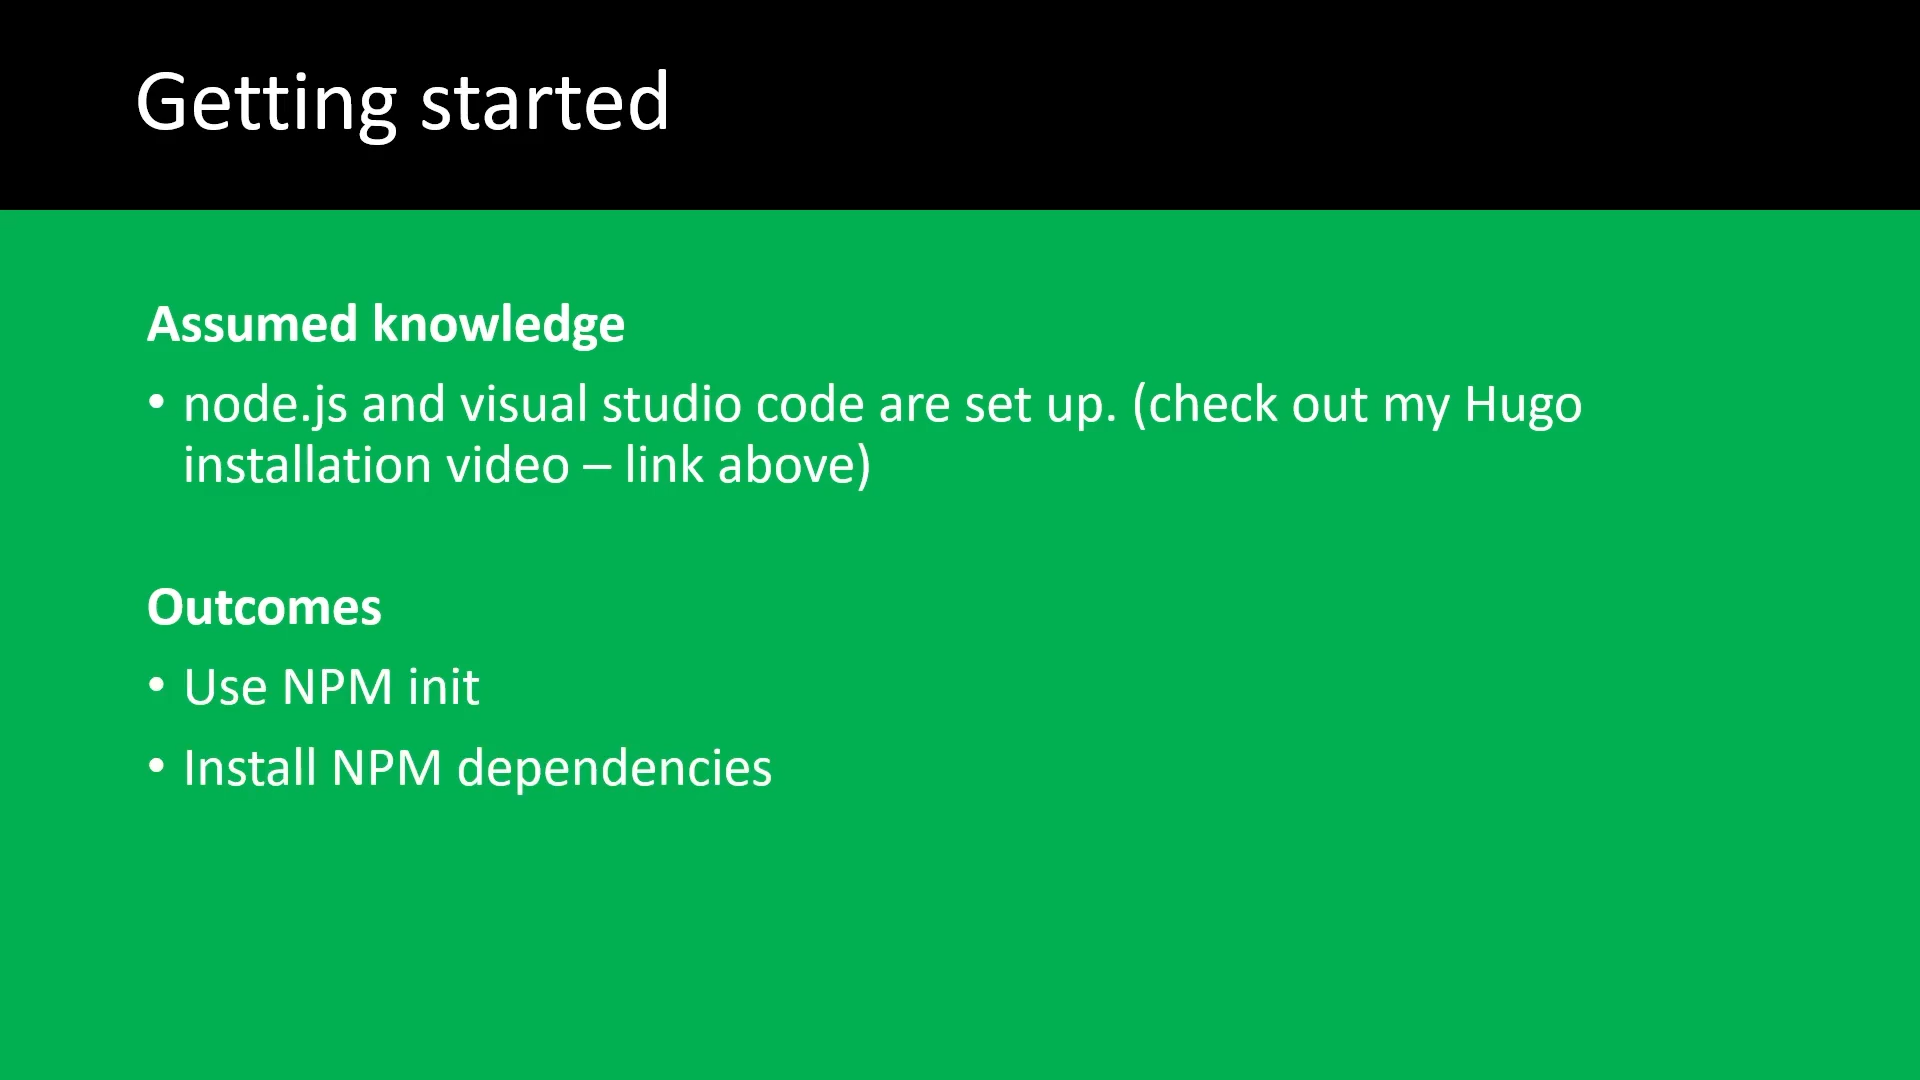 Getting started
Assumed knowledge
• node.js and visual studio code are set up. (check out my Hugo
installation video – link above)
Outcomes
• Use NPM init
• Install NPM dependencies